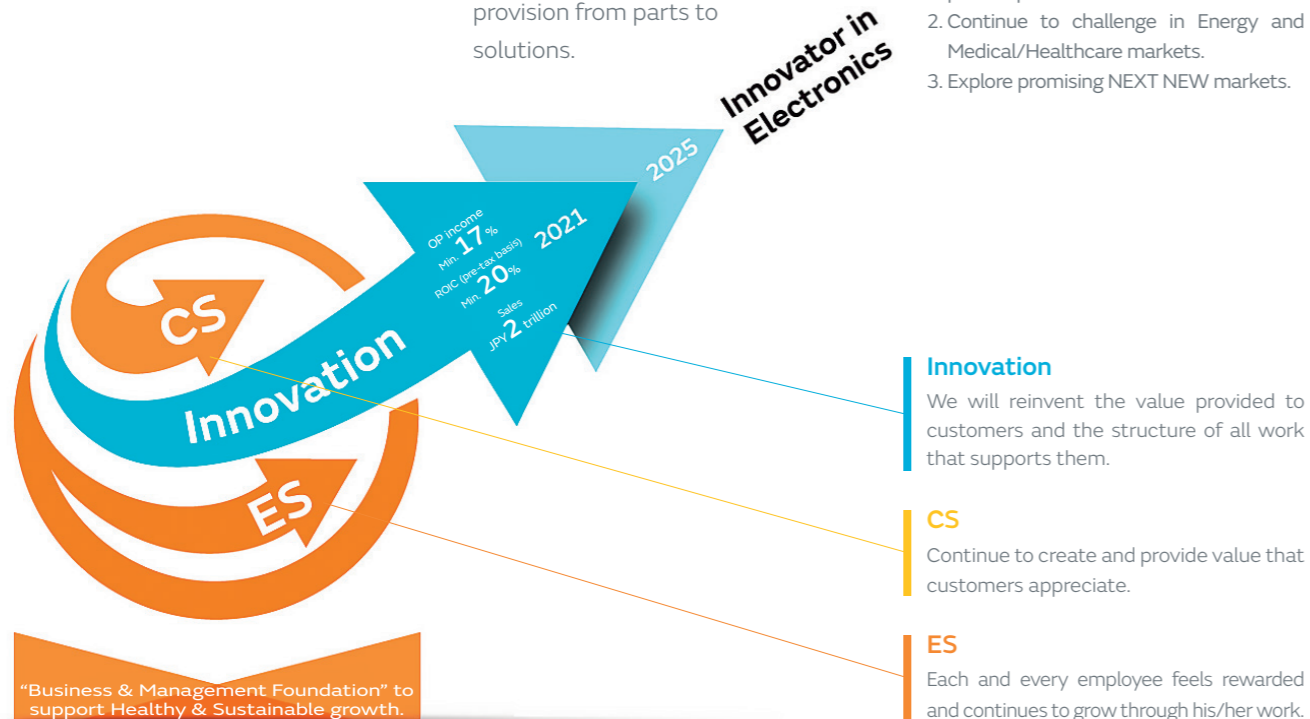 provision from parts to
solutions.
2. Continue to challenge in Energy and
Medical/Healthcare markets.
3. Explore promising NEXT NEW markets.
Innovator in
Electronics
2025
2021
OP income
Min. 17%
ROIC (pre-tax basis)
Min. 20%
Sales
JPY 2 trillion
CS
Innovation
ES
Innovation
We will reinvent the value provided to
customers and the structure of all work
that supports them.
CS
Continue to create and provide value that
customers appreciate.
ES
Each and every employee feels rewarded
and continues to grow through his/her work.
“Business & Management Foundation” to
support Healthy & Sustainable growth.